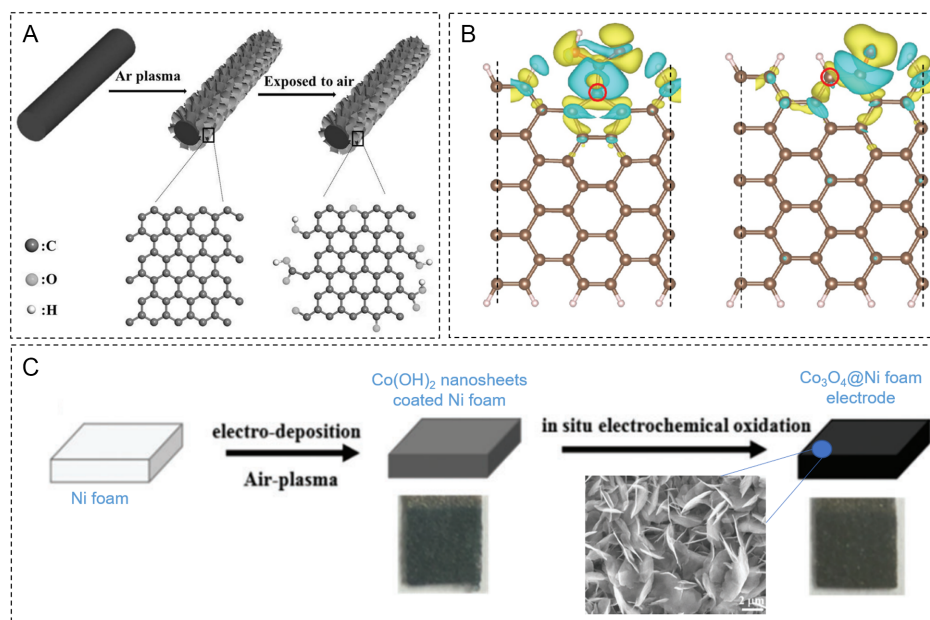 A
Ar plasma
Exposed to air
:C
:O
:H
B
C
Ni foam
electro-deposition
Air-plasma
Co(OH)₂ nanosheets
coated Ni foam
in situ electrochemical oxidation
2 μm
Co₃O₄@Ni foam
electrode